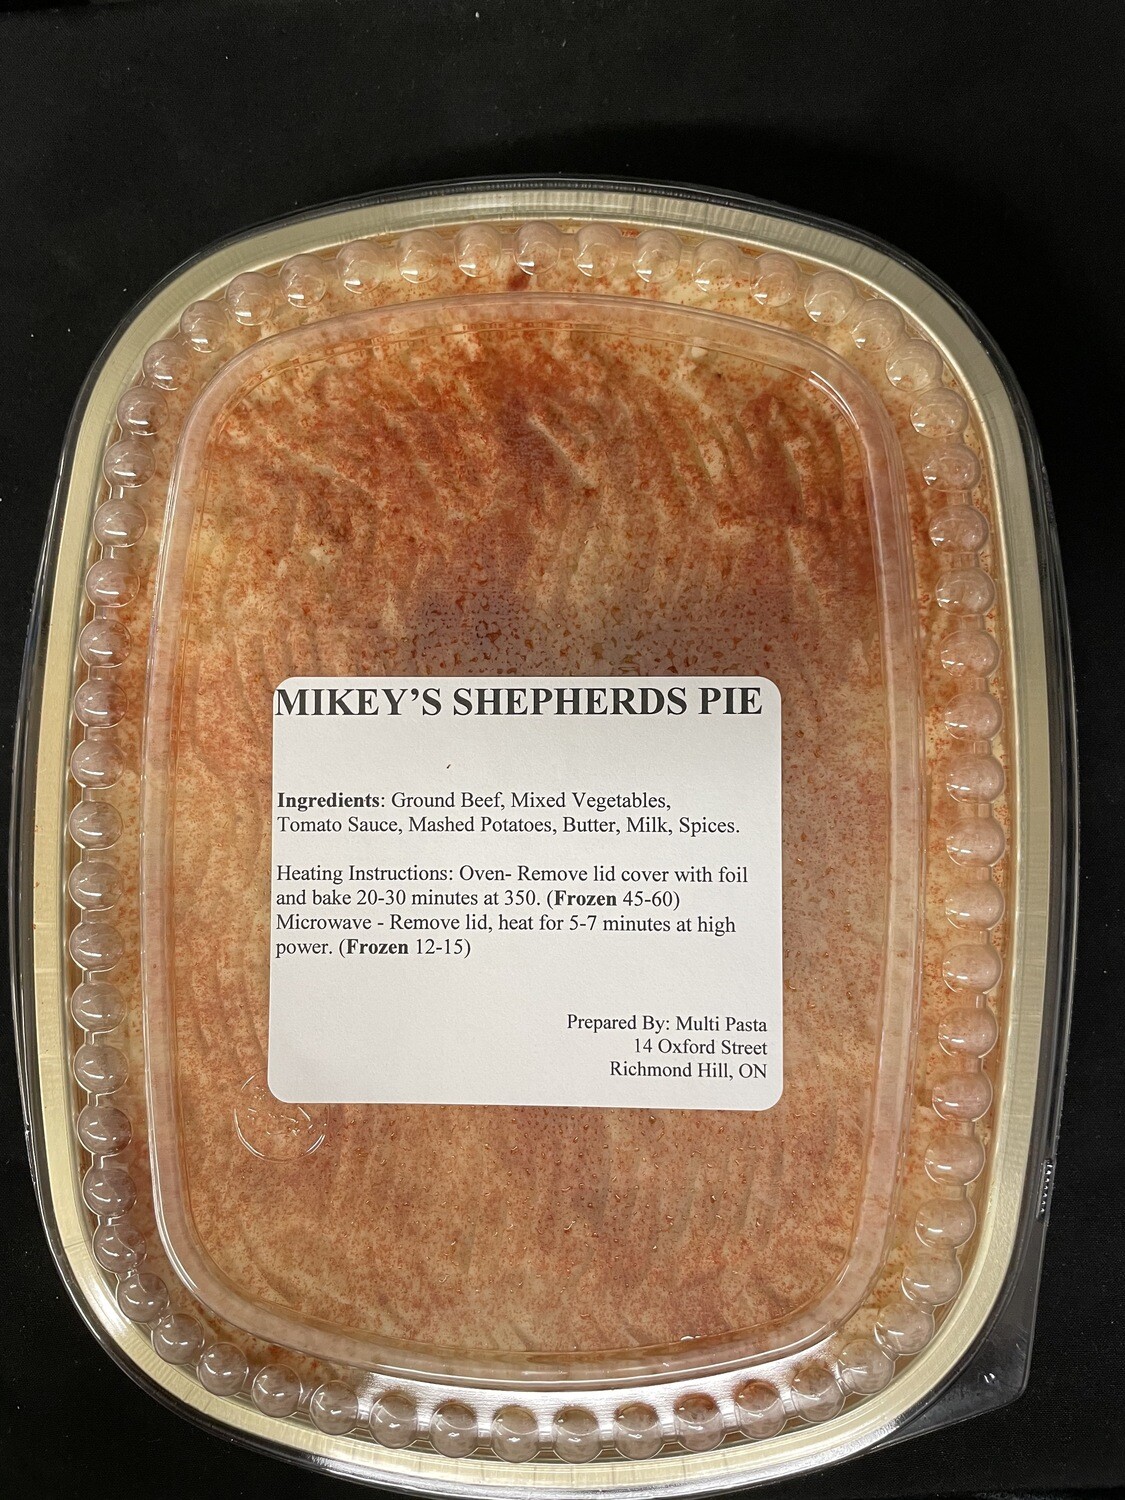 MIKEY’S SHEPHERDS PIE
Ingredients: Ground Beef, Mixed Vegetables,
Tomato Sauce, Mashed Potatoes, Butter, Milk, Spices.
Heating Instructions: Oven- Remove lid cover with foil
and bake 20-30 minutes at 350. (Frozen 45-60)
Microwave - Remove lid, heat for 5-7 minutes at high
power. (Frozen 12-15)
Prepared By: Multi Pasta
14 Oxford Street
Richmond Hill, ON